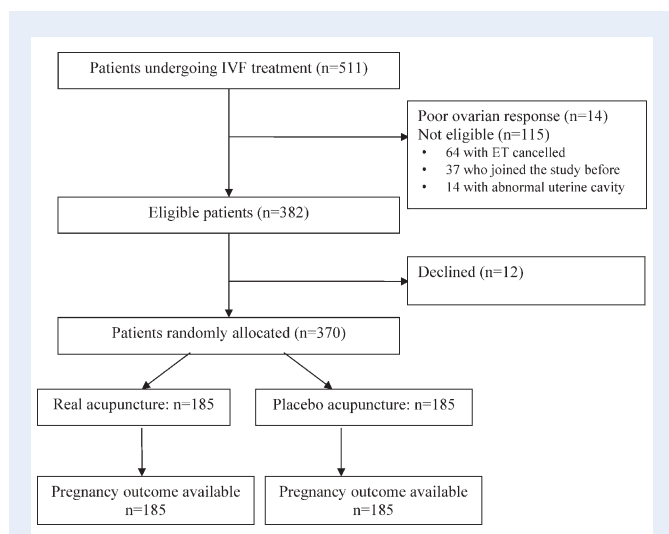 Patients undergoing IVF treatment (n=511)
Poor ovarian response (n=14)
Not eligible (n=115)
• 64 with ET cancelled
• 37 who joined the study before
• 14 with abnormal uterine cavity
Eligible patients (n=382)
Declined (n=12)
Patients randomly allocated (n=370)
Real acupuncture: n=185
Placebo acupuncture: n=185
Pregnancy outcome available
n=185
Pregnancy outcome available
n=185